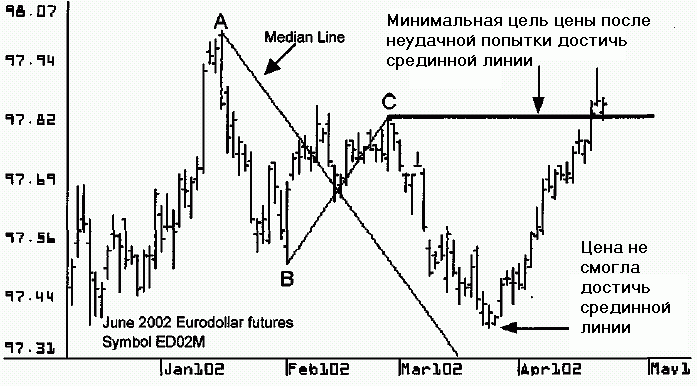 98.07
97.94
97.82
97.69
97.56
97.44
97.31
A
Median Line
Минимальная цель цены после
неудачной попытки достичь
срединной линии
C
B
Цена не
смогла
достичь
срединной
линии
June 2002 Eurodollar futures
Symbol ED02M
Jan102
Feb102
Mar102
Apr102
May1